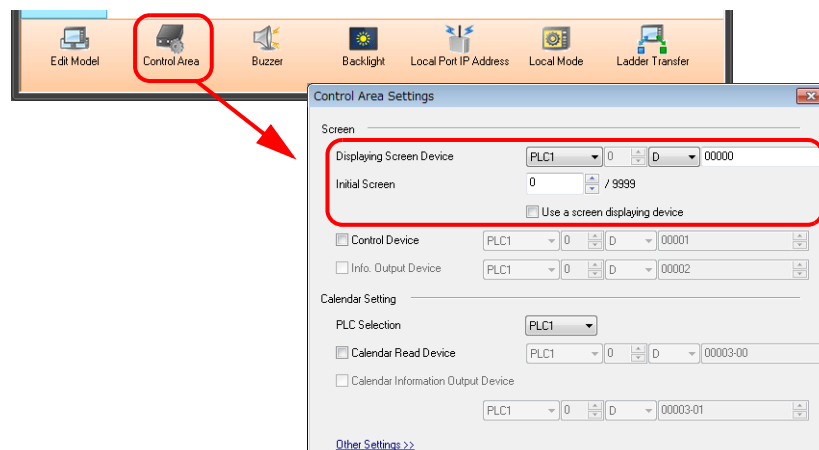 Edit Model Control Area Buzzer Backlight Local Port IP Address Local Mode Ladder Transfer
Control Area Settings
Screen
Displaying Screen Device PLC1 0 D 00000
Initial Screen 0 / 9999
Use a screen displaying device
Control Device PLC1 0 D 00001
Info. Output Device PLC1 0 D 00002
Calendar Setting
PLC Selection PLC1
Calendar Read Device PLC1 0 D 00003-00
Calendar Information Output Device
PLC1 0 D 00003-01
Other Settings >>